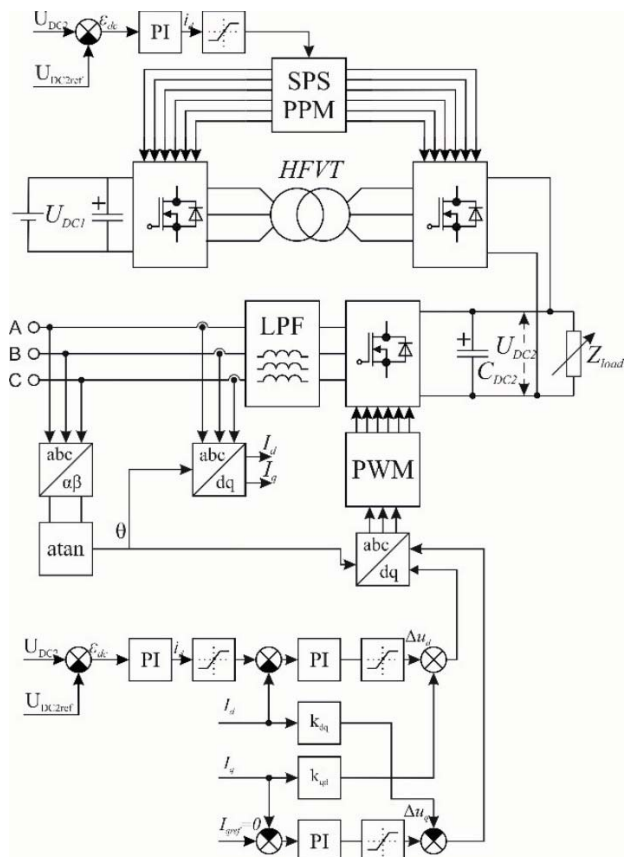 U_DC2
ε_dc
PI
i_d
U_DC2ref
SPS
PPM
HFVT
U_DC1
A
B
C
LPF
U_DC2
C_DC2
Z_load
abc
αβ
abc
dq
I_d
I_q
PWM
atan
θ
abc
dq
U_DC2
ε_dc
PI
i_d
PI
Δu_d
U_DC2ref
I_d
k_dq
I_q
k_qd
I_qref=0
PI
Δu_q